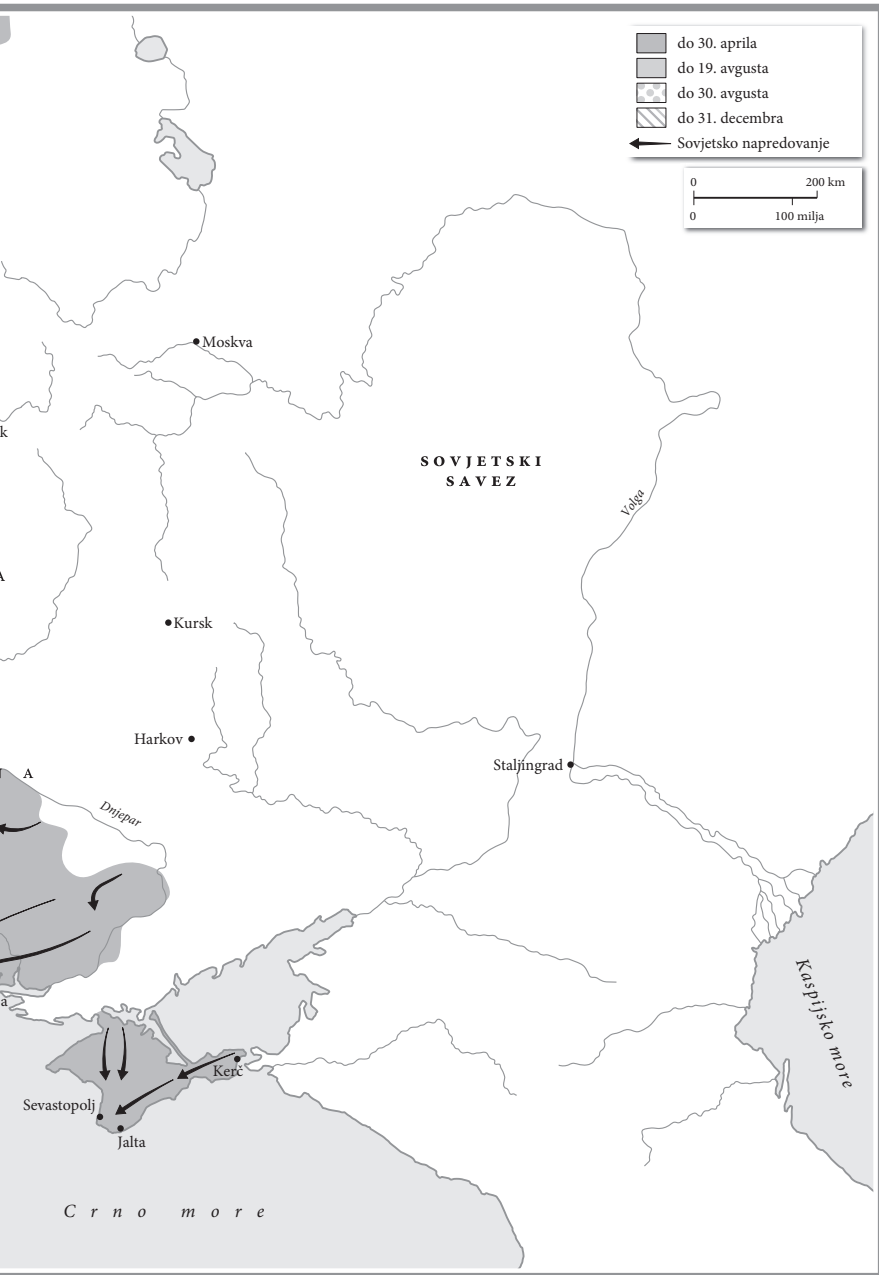 do 30. aprila
do 19. avgusta
do 30. avgusta
do 31. decembra
Sovjetsko napredovanje
0 200 km
0 100 milja
Moskva
k
SOVJETSKI
SAVEZ
Volga
A
Kursk
Harkov
Staljingrad
A
Dnjepar
Kaspijsko more
a
Kerč
Sevastopolj
Jalta
Crno more